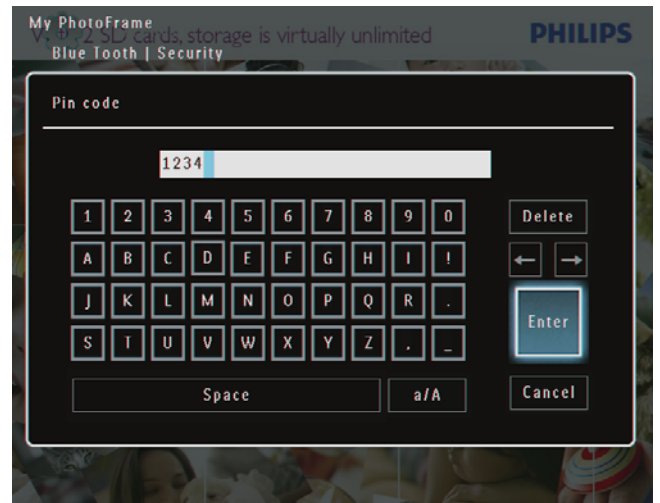 My PhotoFrame
V. 2 SD cards, storage is virtually unlimited
PHILIPS
Blue Tooth | Security
Pin code
1234
1 2 3 4 5 6 7 8 9 0 Delete
A B C D E F G H I ! ← →
J K L M N O P Q R .
Enter
S T U V W X Y Z , _
Space a/A Cancel